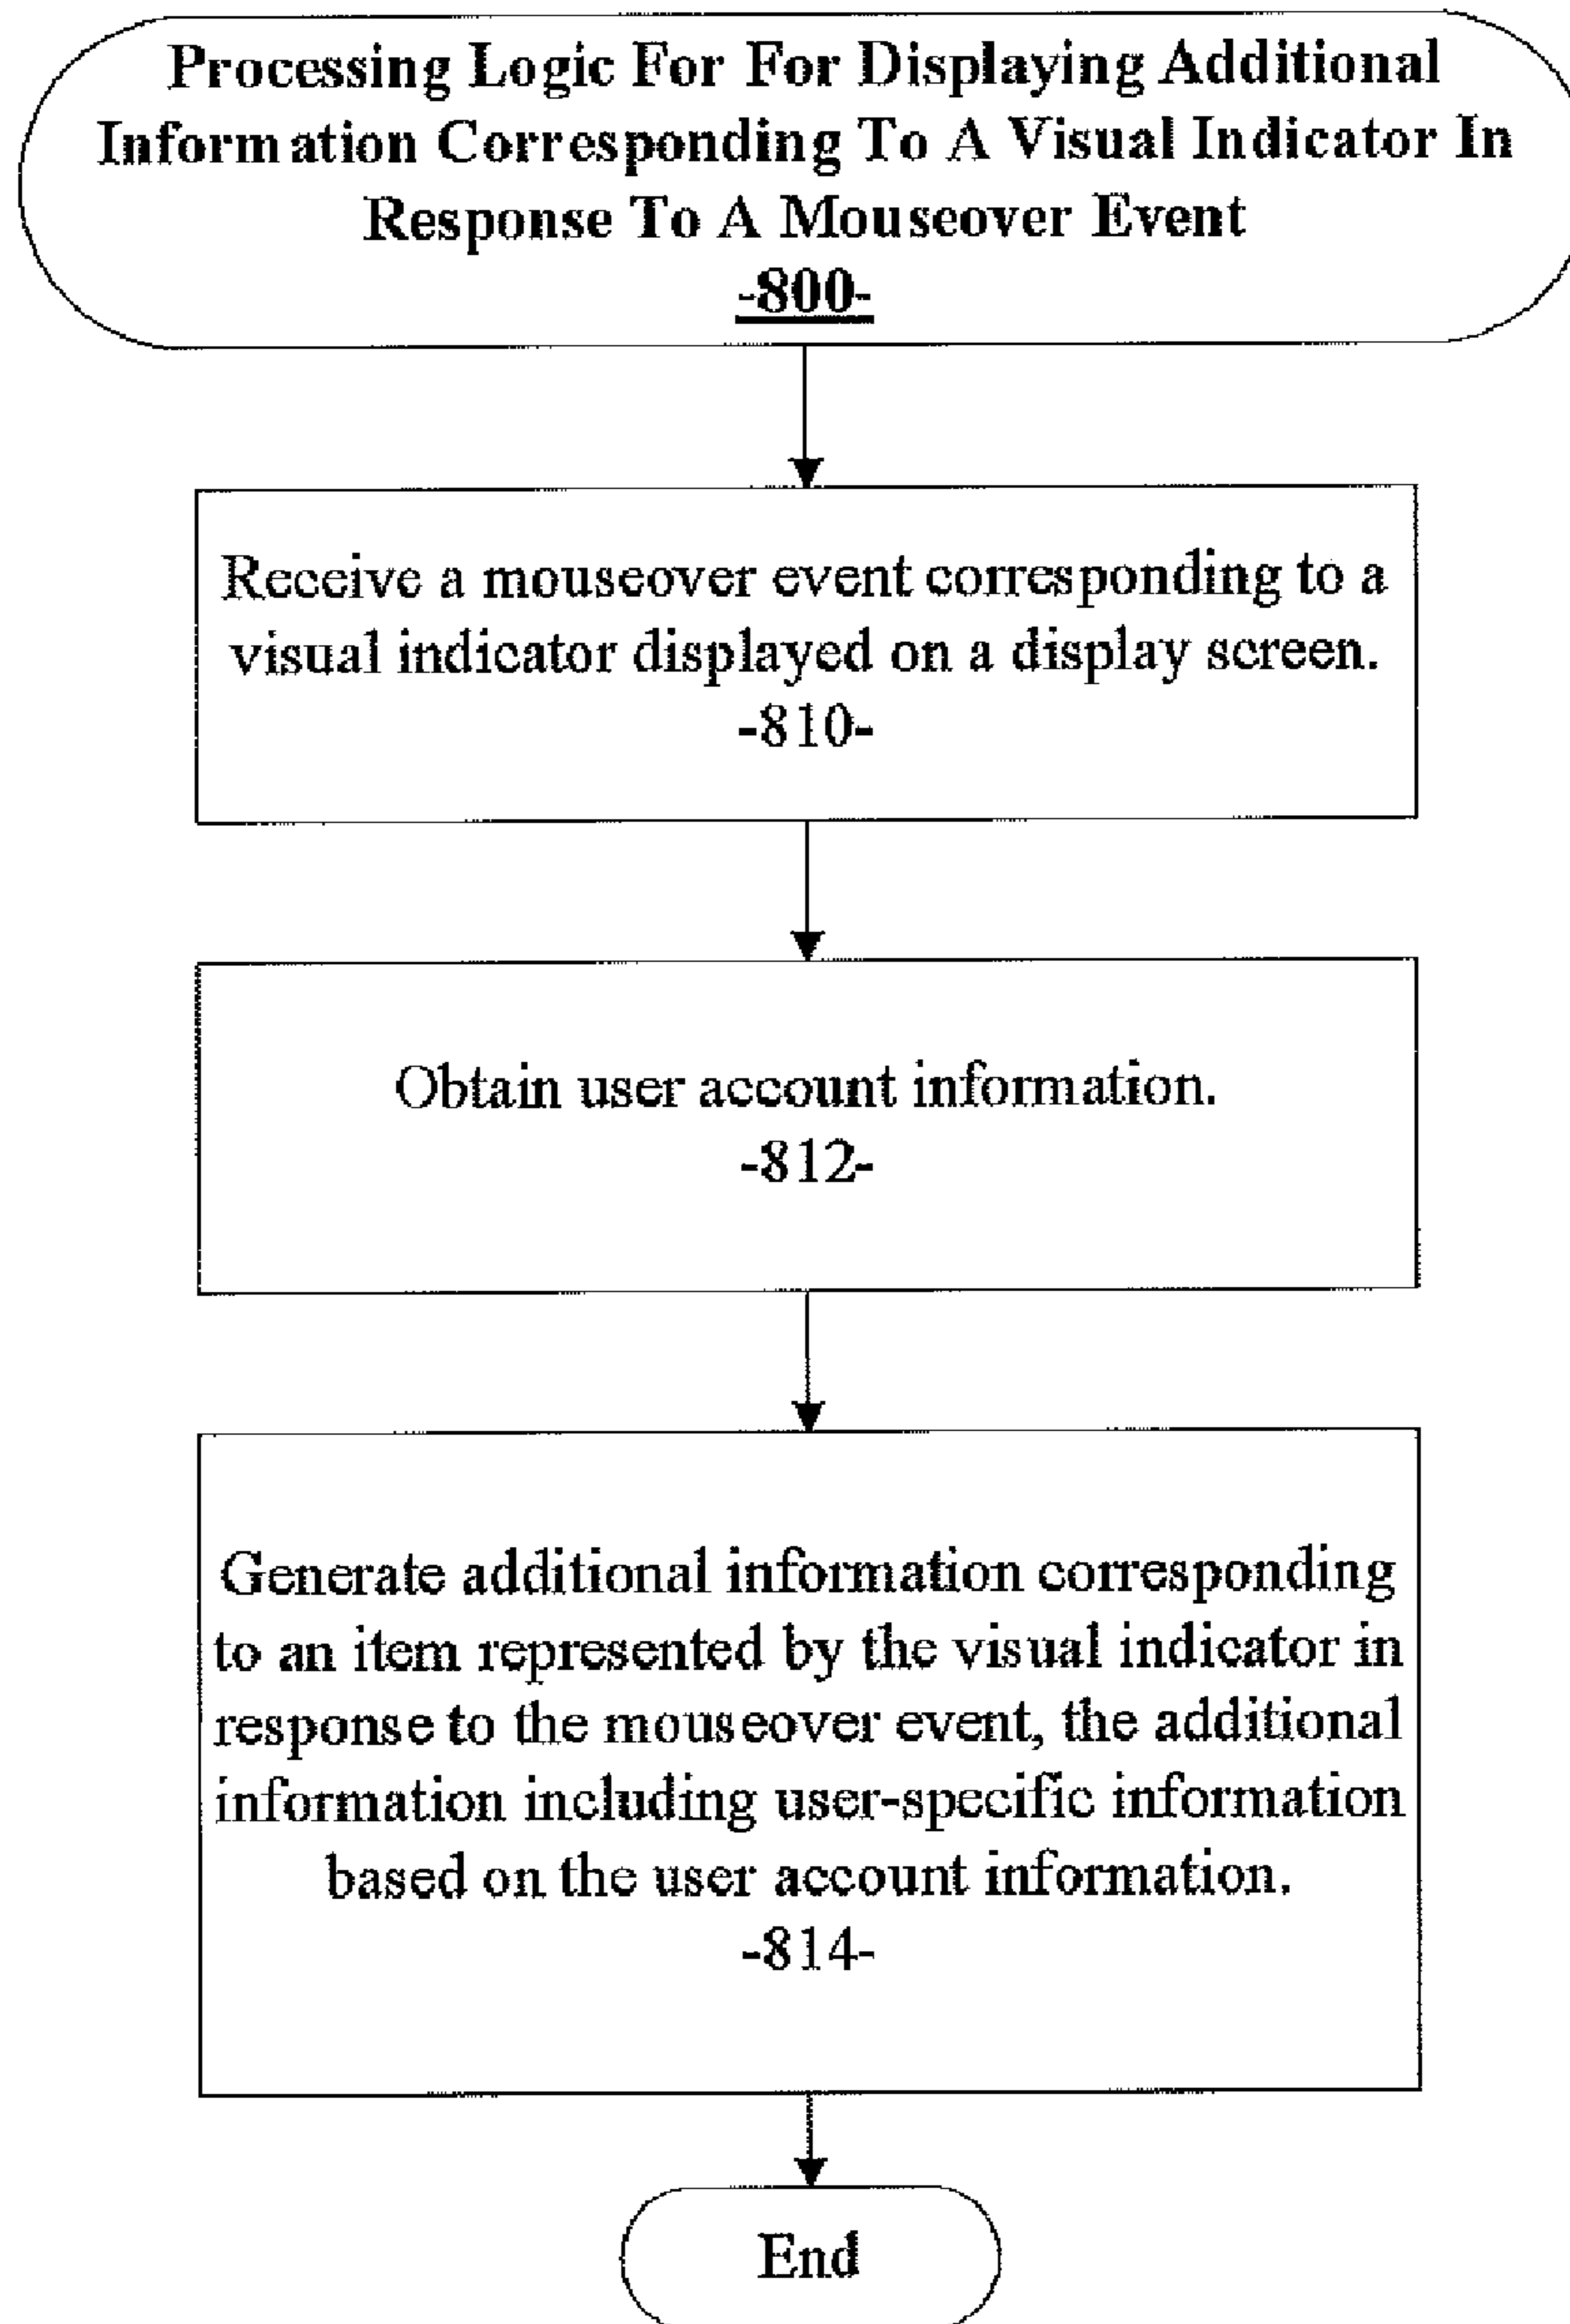 Processing Logic For For Displaying Additional
Information Corresponding To A Visual Indicator In
Response To A Mouseover Event
-800-
Receive a mouseover event corresponding to a
visual indicator displayed on a display screen.
-810-
Obtain user account information.
-812-
Generate additional information corresponding
to an item represented by the visual indicator in
response to the mouseover event, the additional
information including user-specific information
based on the user account information.
-814-
End